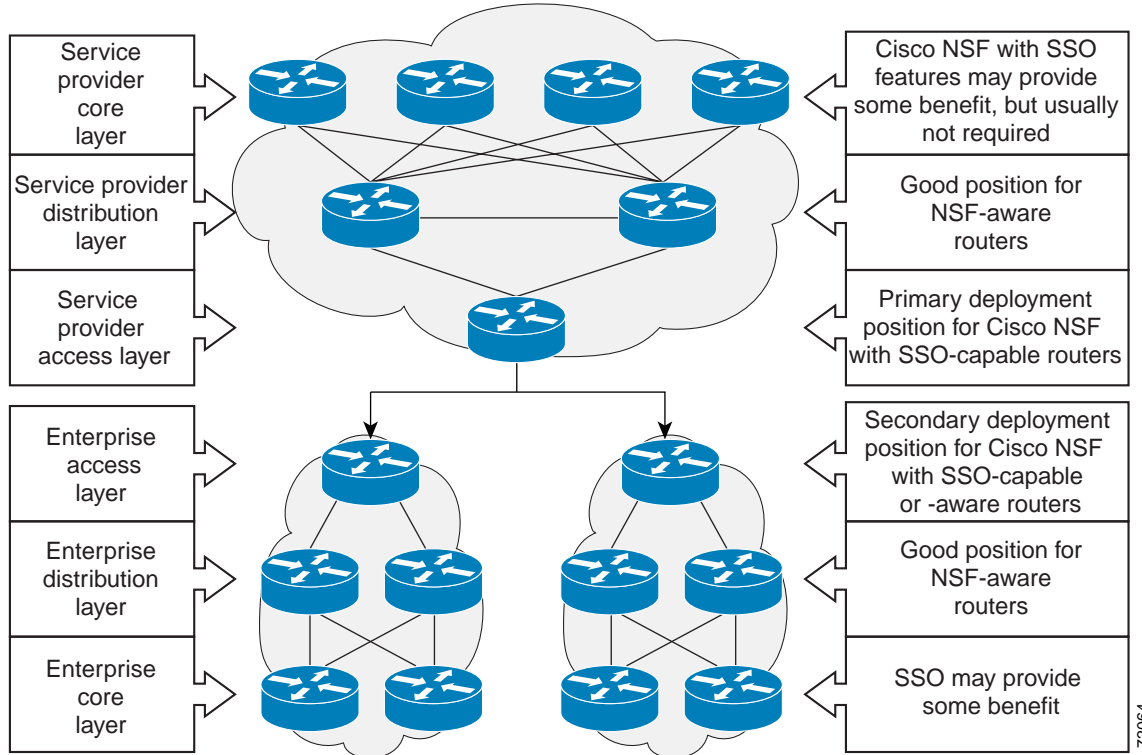 Service
provider
core
layer
Cisco NSF with SSO
features may provide
some benefit, but usually
not required
Service provider
distribution
layer
Good position for
NSF-aware
routers
Service
provider
access layer
Primary deployment
position for Cisco NSF
with SSO-capable routers
Enterprise
access
layer
Secondary deployment
position for Cisco NSF
with SSO-capable
or -aware routers
Enterprise
distribution
layer
Good position for
NSF-aware
routers
Enterprise
core
layer
SSO may provide
some benefit
72064